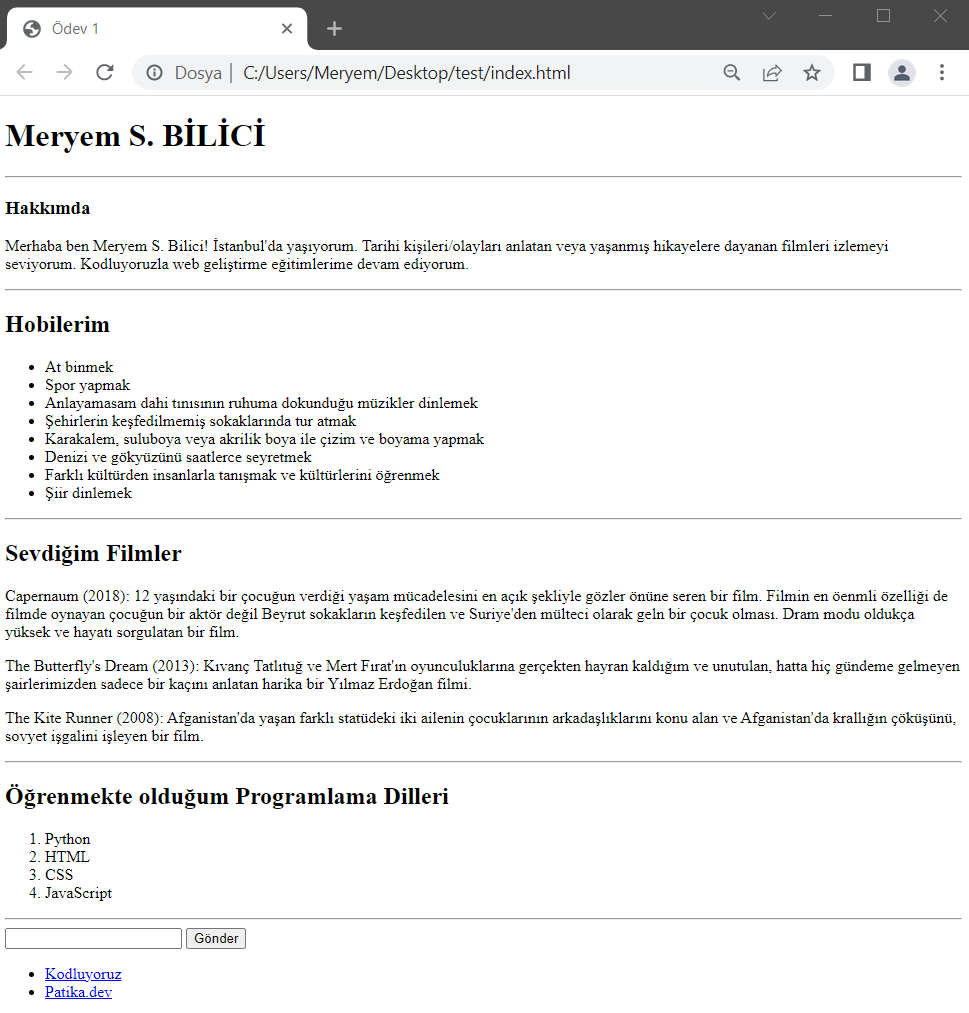 Ödev 1
Dosya | C:/Users/Meryem/Desktop/test/index.html
Meryem S. BİLİCİ
Hakkımda
Merhaba ben Meryem S. Bilici! İstanbul'da yaşıyorum. Tarihi kişileri/olayları anlatan veya yaşanmış hikayelere dayanan filmleri izlemeyi
seviyorum. Kodluyoruzla web geliştirme eğitimlerime devam ediyorum.
Hobilerim
• At binmek
• Spor yapmak
• Anlayamasam dahi tınısının ruhuma dokunduğu müzikler dinlemek
• Şehirlerin keşfedilmemiş sokaklarında tur atmak
• Karakalem, suluboya veya akrilik boya ile çizim ve boyama yapmak
• Denizi ve gökyüzünü saatlerce seyretmek
• Farklı kültürden insanlarla tanışmak ve kültürlerini öğrenmek
• Şiir dinlemek
Sevdiğim Filmler
Capernaum (2018): 12 yaşındaki bir çocuğun verdiği yaşam mücadelesini en açık şekliyle gözler önüne seren bir film. Filmin en öenmli özelliği de
filmde oynayan çocuğun bir aktör değil Beyrut sokakların keşfedilen ve Suriye'den mülteci olarak geln bir çocuk olması. Dram modu oldukça
yüksek ve hayatı sorgulatan bir film.
The Butterfly's Dream (2013): Kıvanç Tatlıtuğ ve Mert Fırat'ın oyunculuklarına gerçekten hayran kaldığım ve unutulan, hatta hiç gündeme gelmeyen
şairlerimizden sadece bir kaçını anlatan harika bir Yılmaz Erdoğan filmi.
The Kite Runner (2008): Afganistan'da yaşan farklı statüdeki iki ailenin çocuklarının arkadaşlıklarını konu alan ve Afganistan'da krallığın çöküşünü,
sovyet işgalini işleyen bir film.
Öğrenmekte olduğum Programlama Dilleri
1. Python
2. HTML
3. CSS
4. JavaScript
Gönder
• Kodluyoruz
• Patika.dev